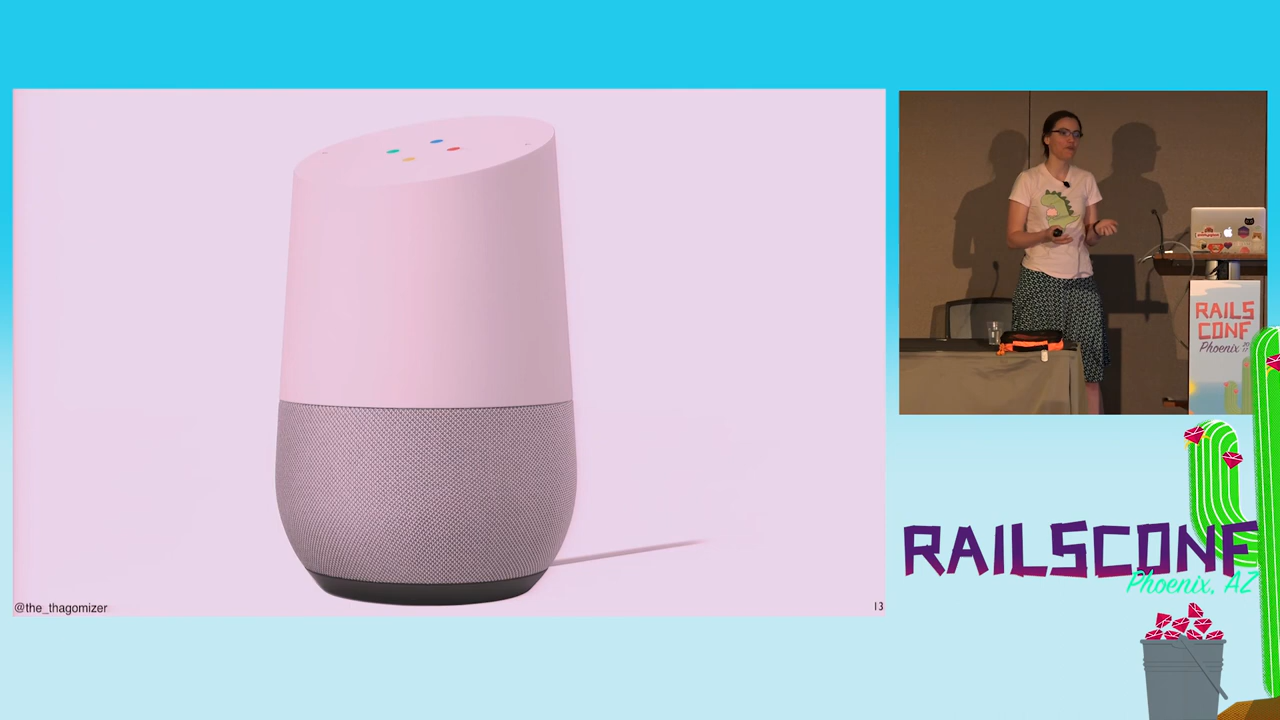 @the_thagomizer
13
RAILS
CONF
Phoenix
RAILSCONF
Phoenix, AZ